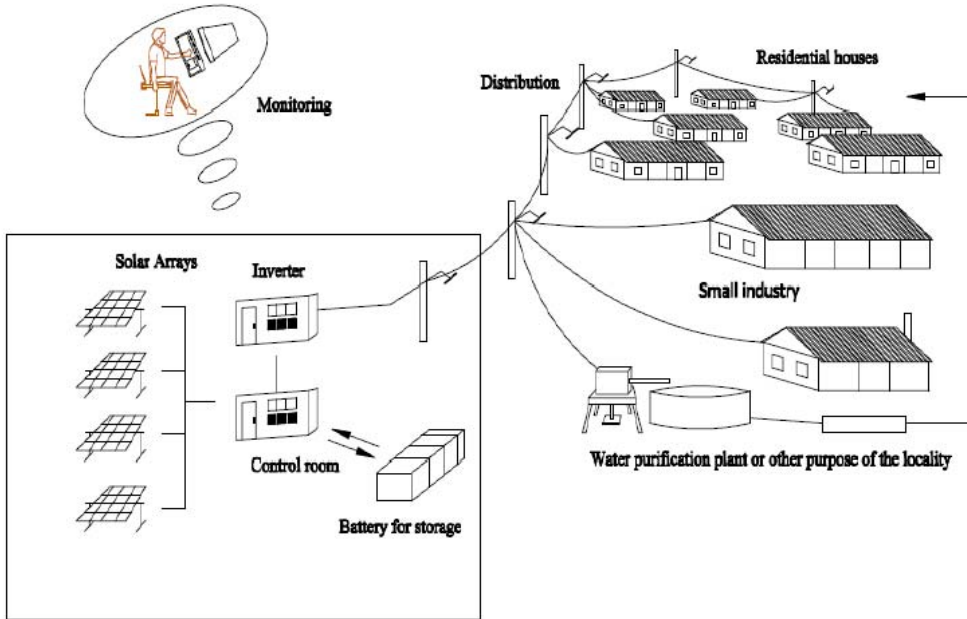 Monitoring
Distribution
Residential houses
Solar Arrays
Inverter
Small industry
Control room
Water purification plant or other purpose of the locality
Battery for storage